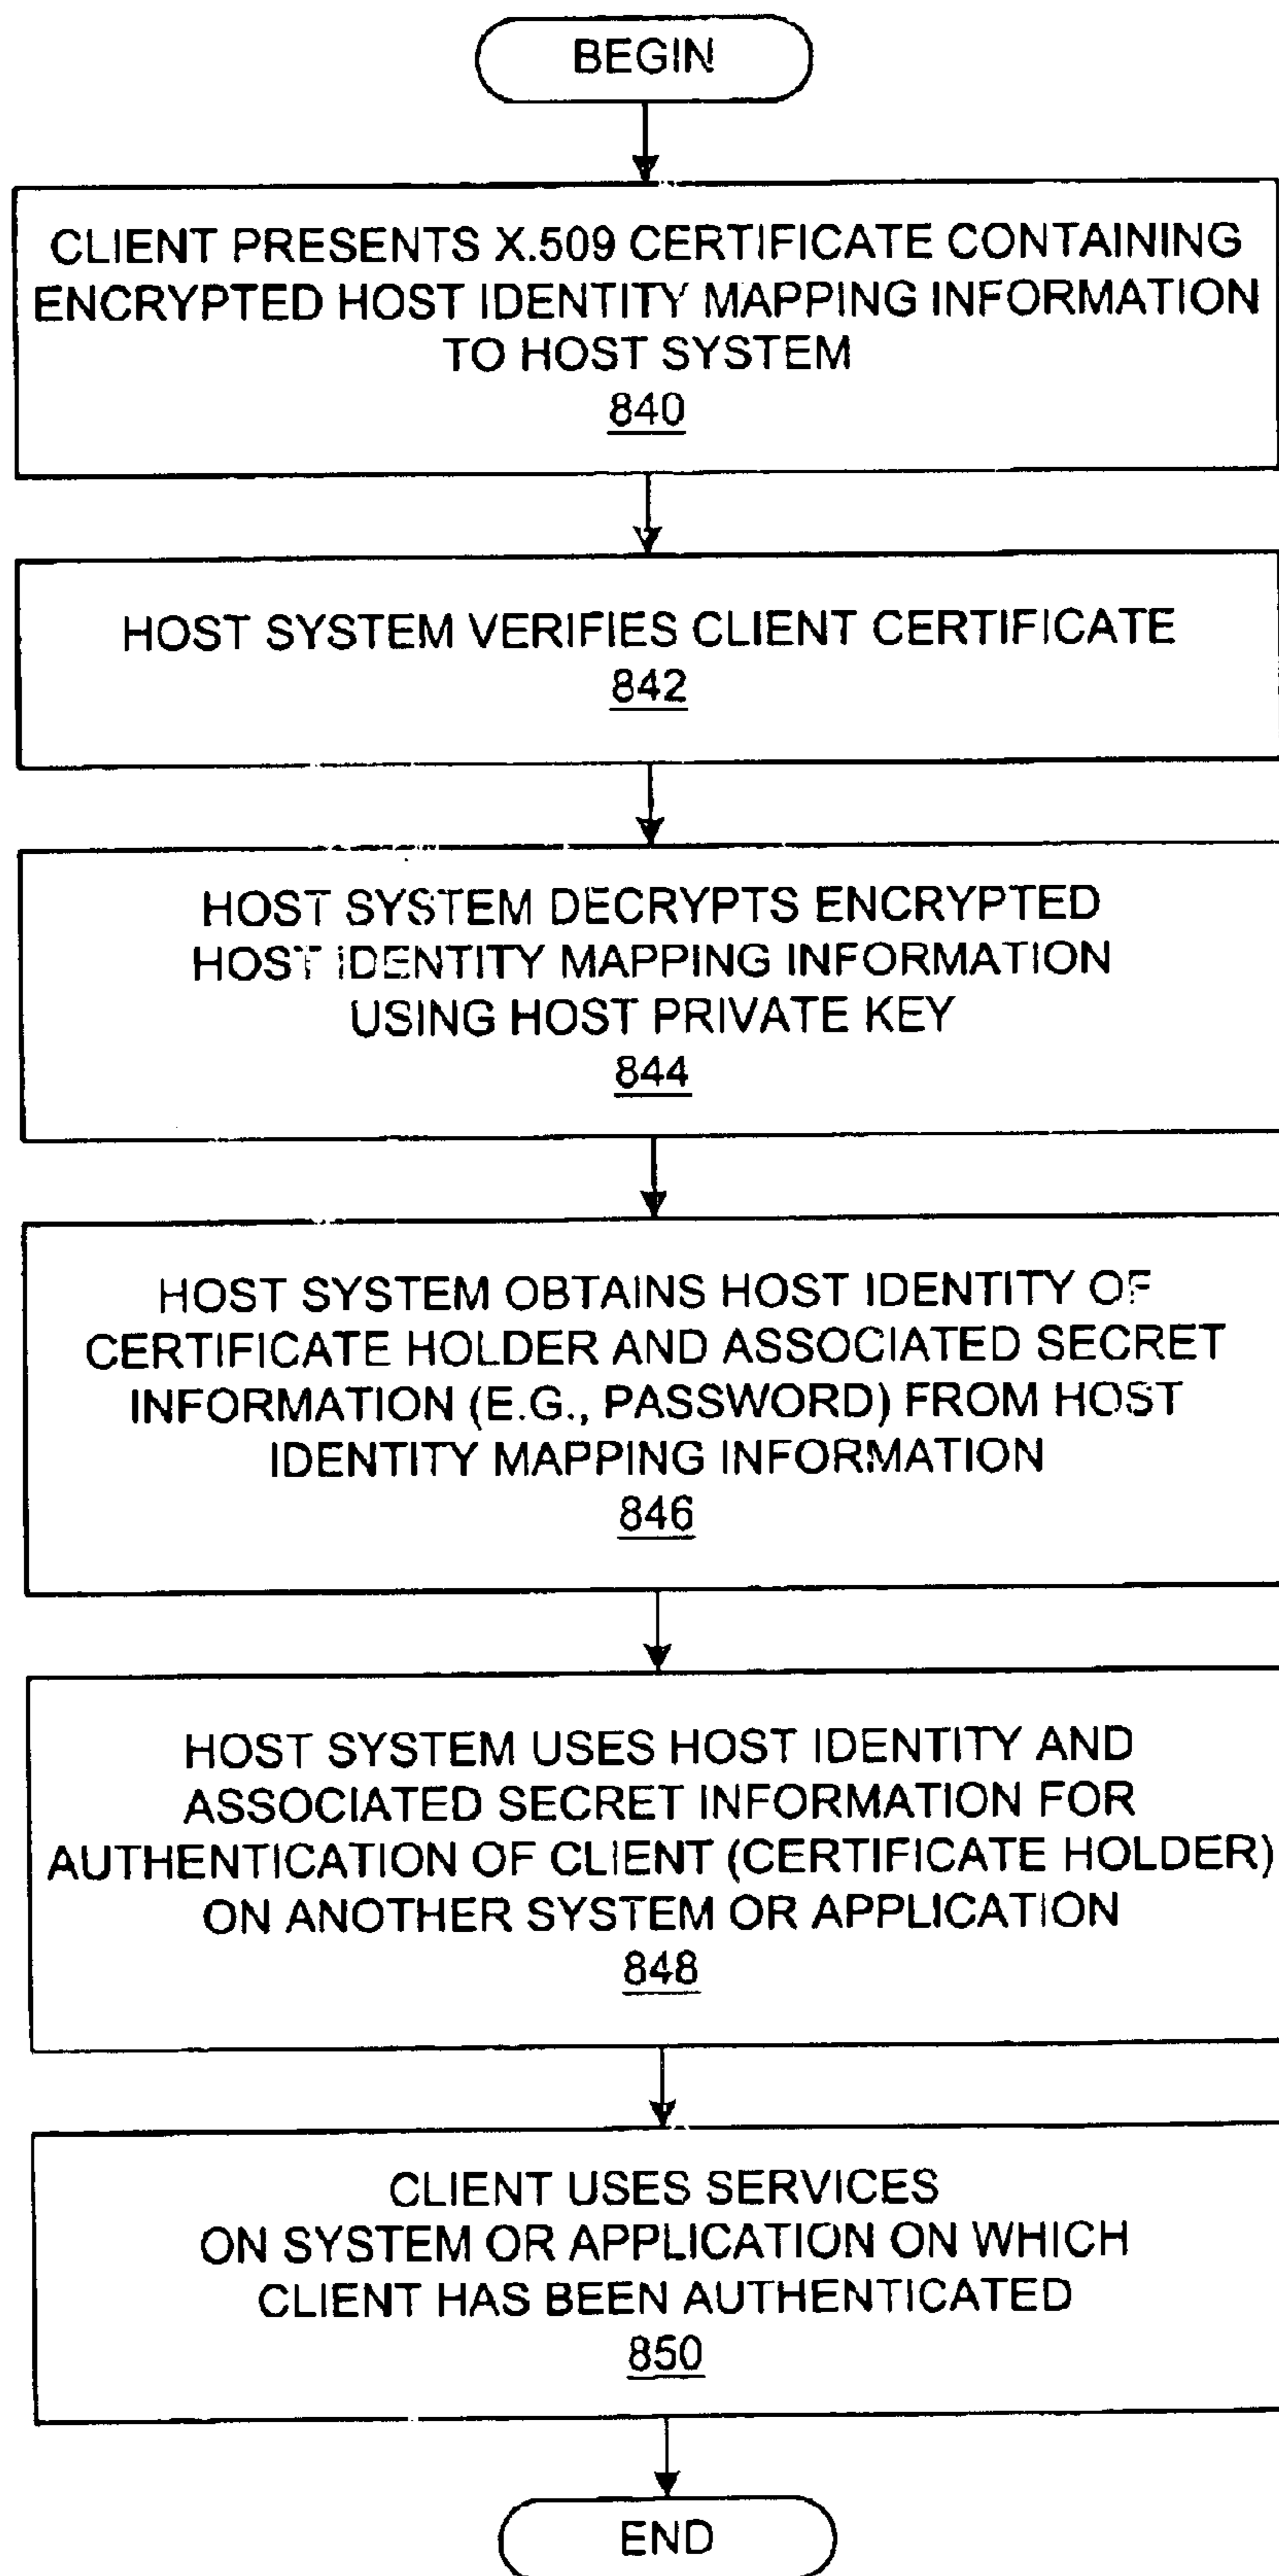 BEGIN
CLIENT PRESENTS X.509 CERTIFICATE CONTAINING
ENCRYPTED HOST IDENTITY MAPPING INFORMATION
TO HOST SYSTEM
840
HOST SYSTEM VERIFIES CLIENT CERTIFICATE
842
HOST SYSTEM DECRYPTS ENCRYPTED
HOST IDENTITY MAPPING INFORMATION
USING HOST PRIVATE KEY
844
HOST SYSTEM OBTAINS HOST IDENTITY OF
CERTIFICATE HOLDER AND ASSOCIATED SECRET
INFORMATION (E.G., PASSWORD) FROM HOST
IDENTITY MAPPING INFORMATION
846
HOST SYSTEM USES HOST IDENTITY AND
ASSOCIATED SECRET INFORMATION FOR
AUTHENTICATION OF CLIENT (CERTIFICATE HOLDER)
ON ANOTHER SYSTEM OR APPLICATION
848
CLIENT USES SERVICES
ON SYSTEM OR APPLICATION ON WHICH
CLIENT HAS BEEN AUTHENTICATED
850
END